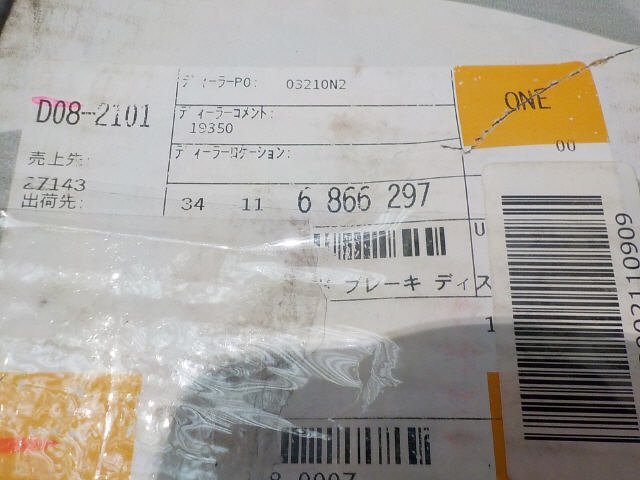 ディーラーPO: 03210N2
ONE
D08-2101
ディーラーコメント:
19350
ディーラーロケーション:
00
売上先:
27143
出荷先:
34 11 6 866 297
U
ブレーキ ディス
1